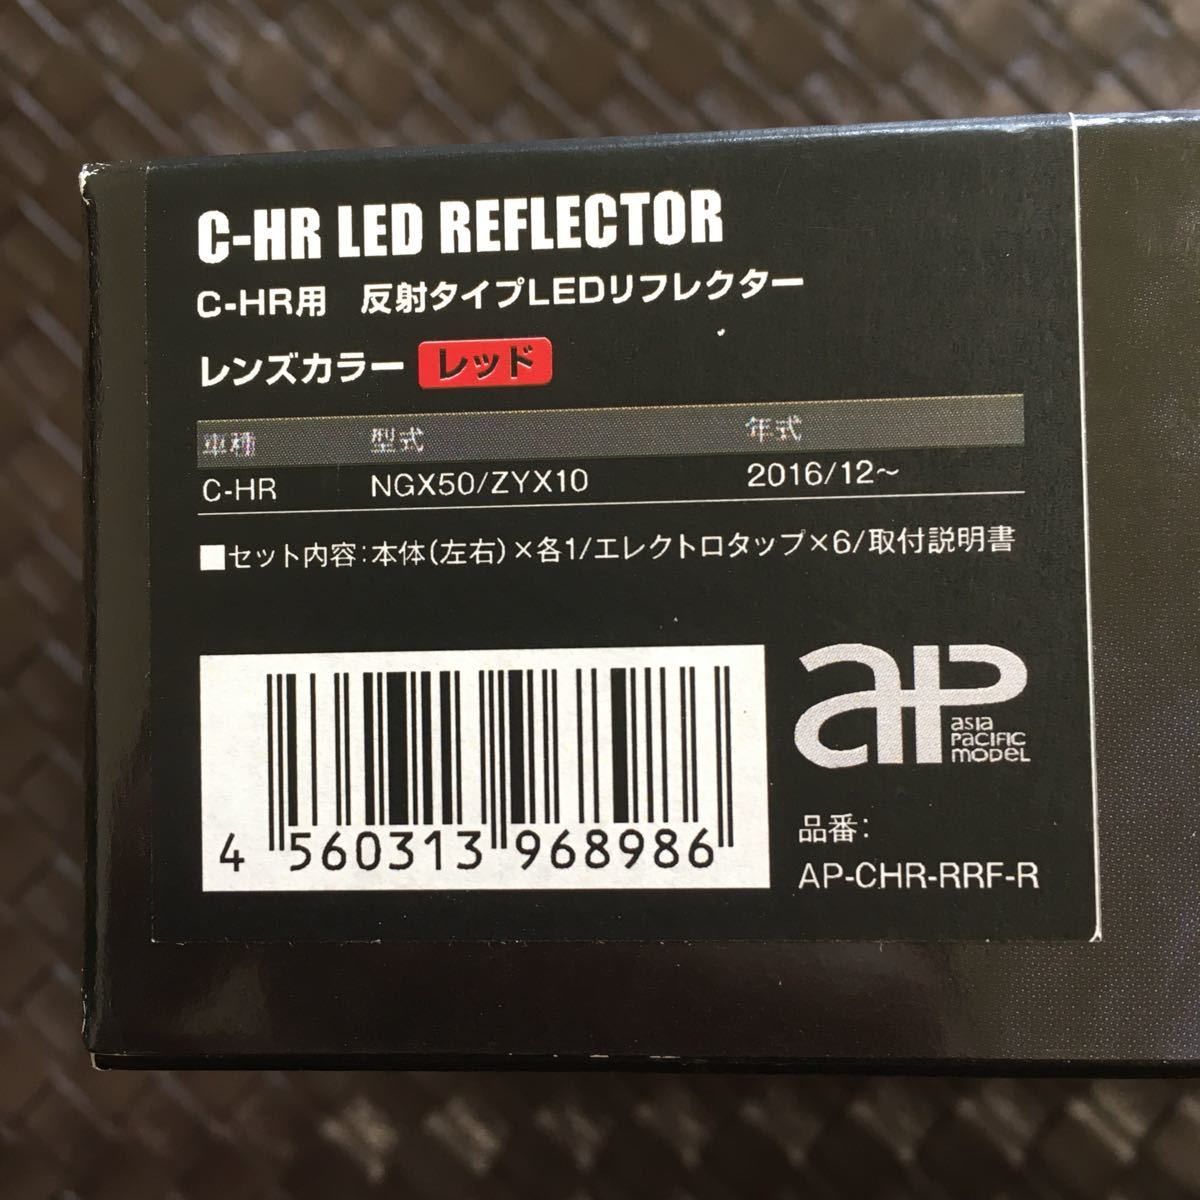 C-HR LED REFLECTOR
C-HR用 反射タイプLEDリフレクター
レンズカラー レッド
車種 型式 年式
C-HR NGX50/ZYX10 2016/12~
■セット内容:本体(左右)×各1/エレクトロタップ×6/取付説明書
aP
asia
PaciFic
moDeL
4 560313 968986
品番:
AP-CHR-RRF-R